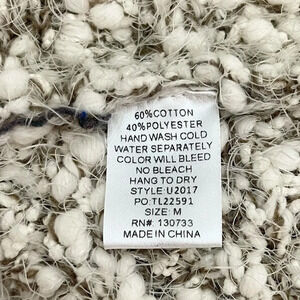 60%COTTON
40%POLYESTER
HAND WASH COLD
WATER SEPARATELY
COLOR WILL BLEED
NO BLEACH
HANG TO DRY
STYLE:U2017
PO:TL22591
SIZE: M
RN#: 130733
MADE IN CHINA